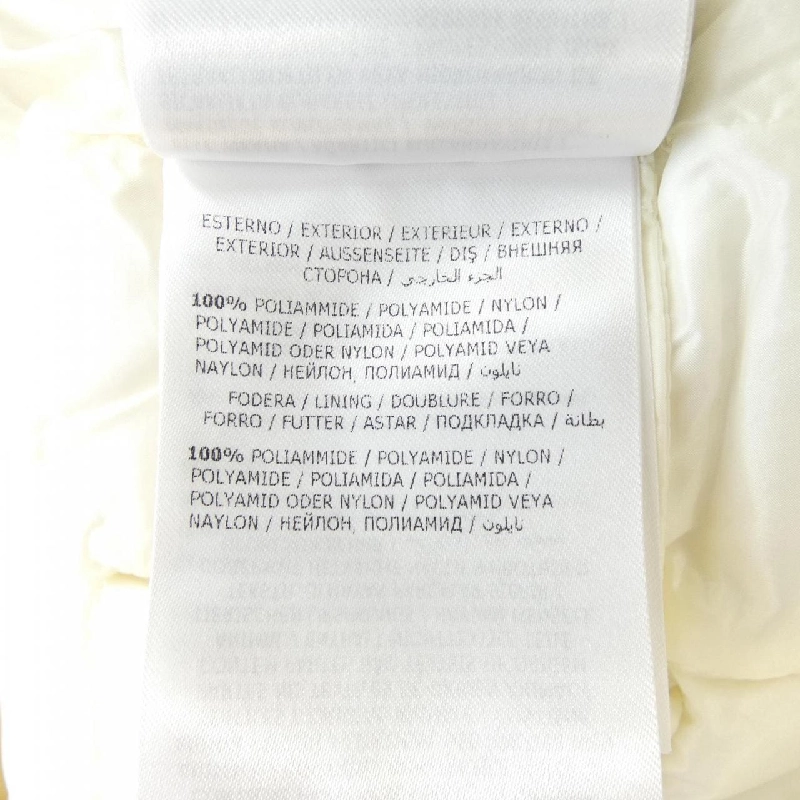 ESTERNO / EXTERIOR / EXTERIEUR / EXTERNO /
EXTERIOR / AUSSENSEITE / DIŞ / ВНЕШНЯЯ
СТОРОНА / الجزء الخارجي
100% POLIAMMIDE / POLYAMIDE / NYLON /
POLYAMIDE / POLIAMIDA / POLIAMIDA /
POLYAMID ODER NYLON / POLYAMID VEYA
NAYLON / НЕЙЛОН, ПОЛИАМИД / نايلون
FODERA / LINING / DOUBLURE / FORRO /
FORRO / FUTTER / ASTAR / ПОДКЛАДКА / بطانة
100% POLIAMMIDE / POLYAMIDE / NYLON /
POLYAMIDE / POLIAMIDA / POLIAMIDA /
POLYAMID ODER NYLON / POLYAMID VEYA
NAYLON / НЕЙЛОН, ПОЛИАМИД / نايلون